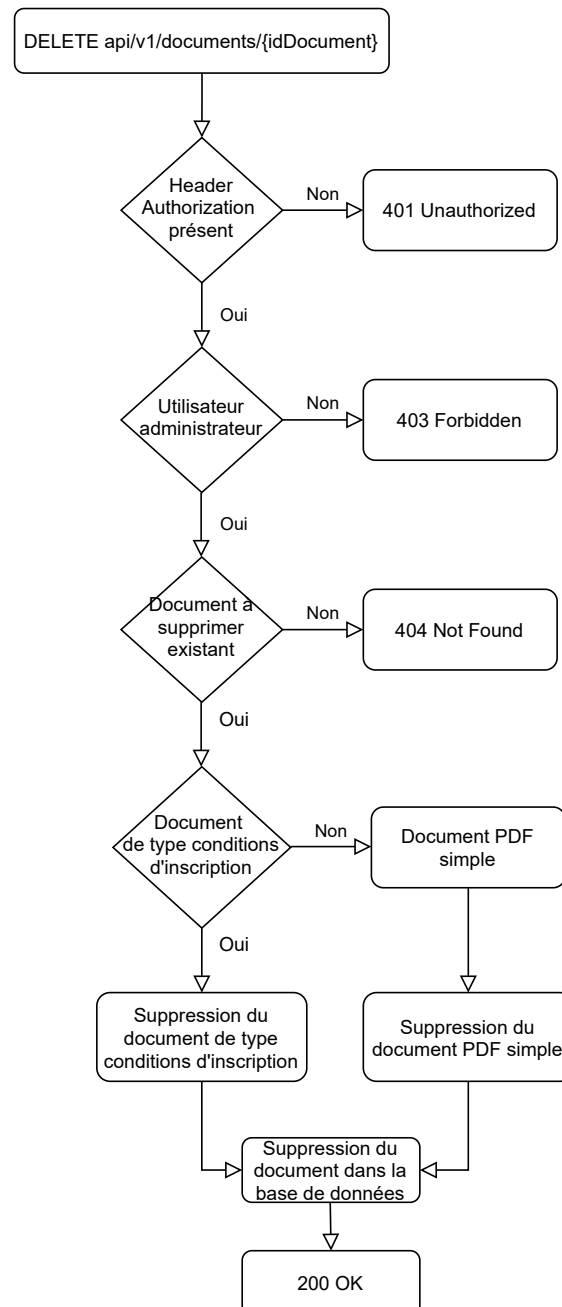 DELETE api/v1/documents/{idDocument}
Header
Authorization
présent
Non
401 Unauthorized
Oui
Utilisateur
administrateur
Non
403 Forbidden
Oui
Document a
supprimer
existant
Non
404 Not Found
Oui
Document
de type conditions
d'inscription
Non
Document PDF
simple
Oui
Suppression du
document de type
conditions d'inscription
Suppression du
document PDF simple
Suppression du
document dans la
base de données
200 OK